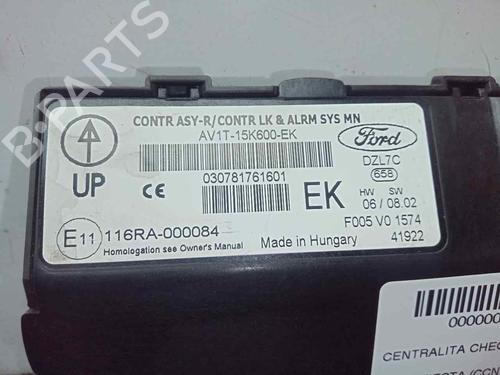 CONTR ASY-R/ CONTR LK & ALRM SYS MN
AV1T-15K600-EK
Ford
DZL7C
658
UP
CE
030781761601
EK
HW SW
06 / 08.02
F005 V0 1574
E11 116RA-000084
Homologation see Owner's Manual
Made in Hungary
41922
B-PARTS
CENTRALITA CHE